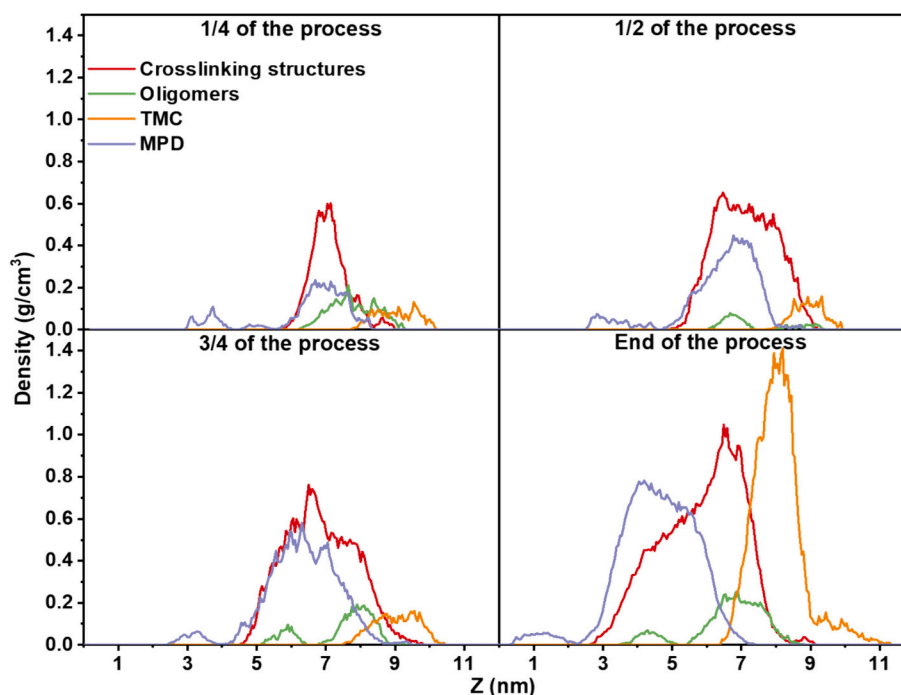 1/4 of the process
1/2 of the process
Crosslinking structures
Oligomers
TMC
MPD
1.4
1.2
1.0
0.8
0.6
0.4
0.2
0.0
3/4 of the process
End of the process
1.4
1.2
1.0
0.8
0.6
0.4
0.2
0.0
1 3 5 7 9 11 1 3 5 7 9 11
Density (g/cm³)
Z (nm)